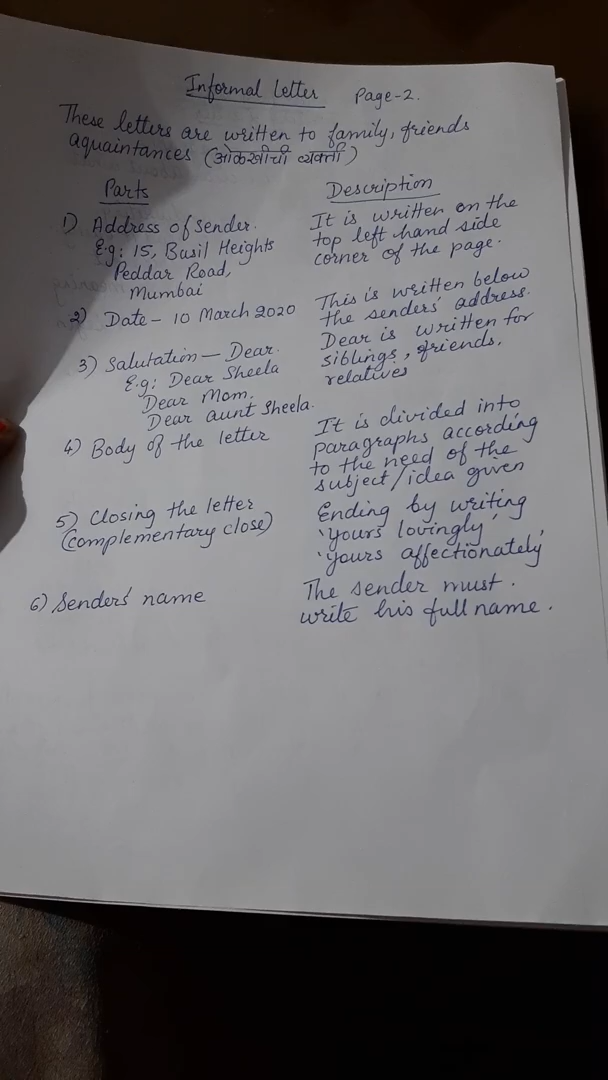 Informal Letter Page-2.
These letters are written to family, friends
aquaintances (ओळखीची व्यक्ती)
Parts
1) Address of sender.
E.g: 15, Basil Heights
Peddar Road,
Mumbai
2) Date - 10 March 2020
3) Salutation - Dear.
E.g: Dear Sheela
Dear Mom.
Dear aunt Sheela.
4) Body of the letter
5) Closing the letter
(complementary close)
6) Senders' name
Description
It is written on the
top left hand side
corner of the page.
This is written below
the senders' address.
Dear is written for
siblings, friends,
relatives
It is divided into
paragraphs according
to the need of the
subject/idea given
Ending by writing
'yours lovingly'
'yours affectionately'
The sender must.
write his full name.